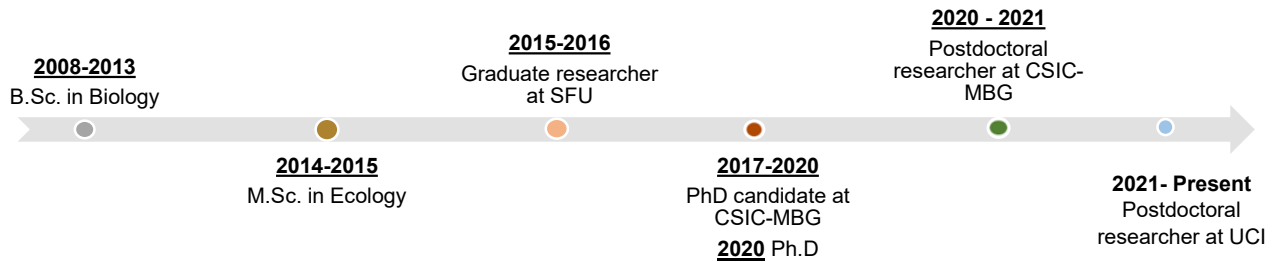 2008-2013
B.Sc. in Biology
2014-2015
M.Sc. in Ecology
2015-2016
Graduate researcher
at SFU
2017-2020
PhD candidate at
CSIC-MBG
2020 Ph.D
2020 - 2021
Postdoctoral
researcher at CSIC-
MBG
2021- Present
Postdoctoral
researcher at UCI